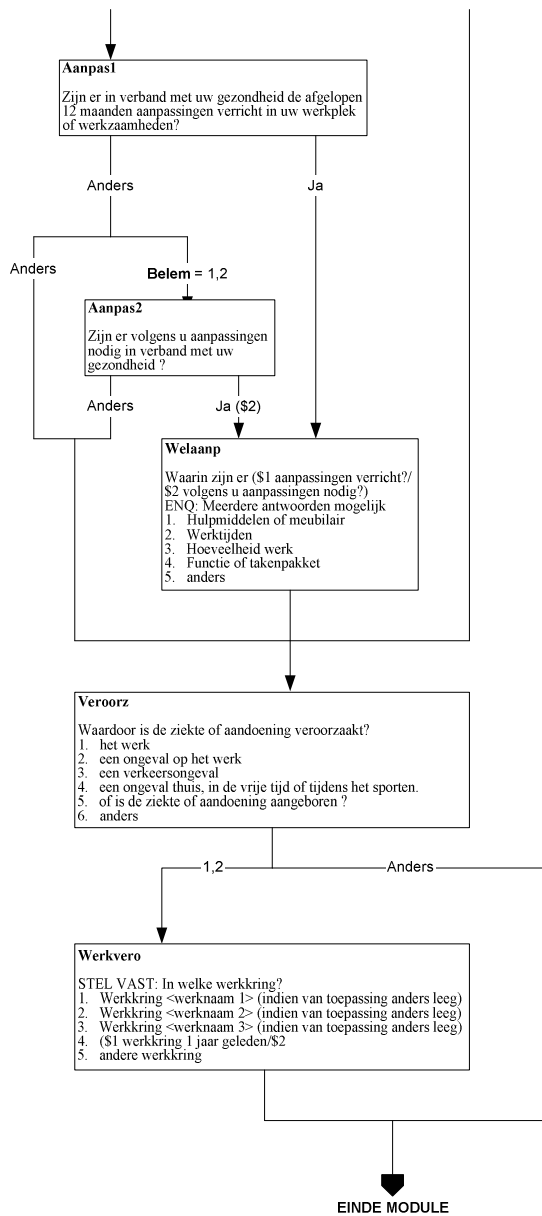 Aanpas1
Zijn er in verband met uw gezondheid de afgelopen
12 maanden aanpassingen verricht in uw werkplek
of werkzaamheden?
Anders
Ja
Anders
Belem = 1,2
Aanpas2
Zijn er volgens u aanpassingen
nodig in verband met uw
gezondheid ?
Anders
Ja ($2)
Welaanp
Waarin zijn er ($1 aanpassingen verricht?/
$2 volgens u aanpassingen nodig?)
ENQ: Meerdere antwoorden mogelijk
1. Hulpmiddelen of meubilair
2. Werktijden
3. Hoeveelheid werk
4. Functie of takenpakket
5. anders
Veroorz
Waardoor is de ziekte of aandoening veroorzaakt?
1. het werk
2. een ongeval op het werk
3. een verkeersongeval
4. een ongeval thuis, in de vrije tijd of tijdens het sporten.
5. of is de ziekte of aandoening aangeboren ?
6. anders
1,2
Anders
Werkvero
STEL VAST: In welke werkkring?
1. Werkkring <werknaam 1> (indien van toepassing anders leeg)
2. Werkkring <werknaam 2> (indien van toepassing anders leeg)
3. Werkkring <werknaam 3> (indien van toepassing anders leeg)
4. ($1 werkkring 1 jaar geleden/$2
5. andere werkkring
EINDE MODULE